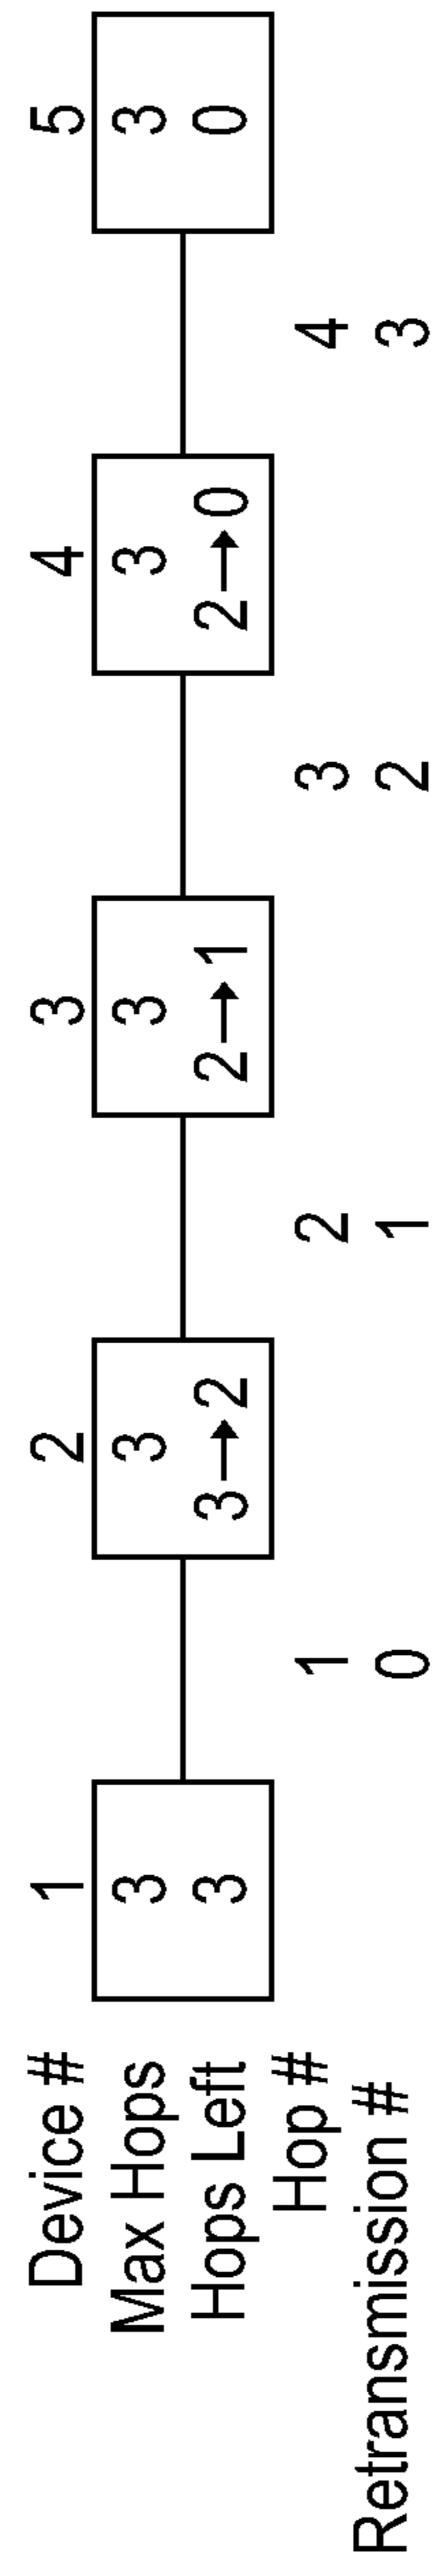 Device # 1 2 3 4 5
Max Hops 3 3 3 3 3
Hops Left 3 3→2 2→1 2→0 0
Hop # 1 2 3 4
Retransmission # 0 1 2 3